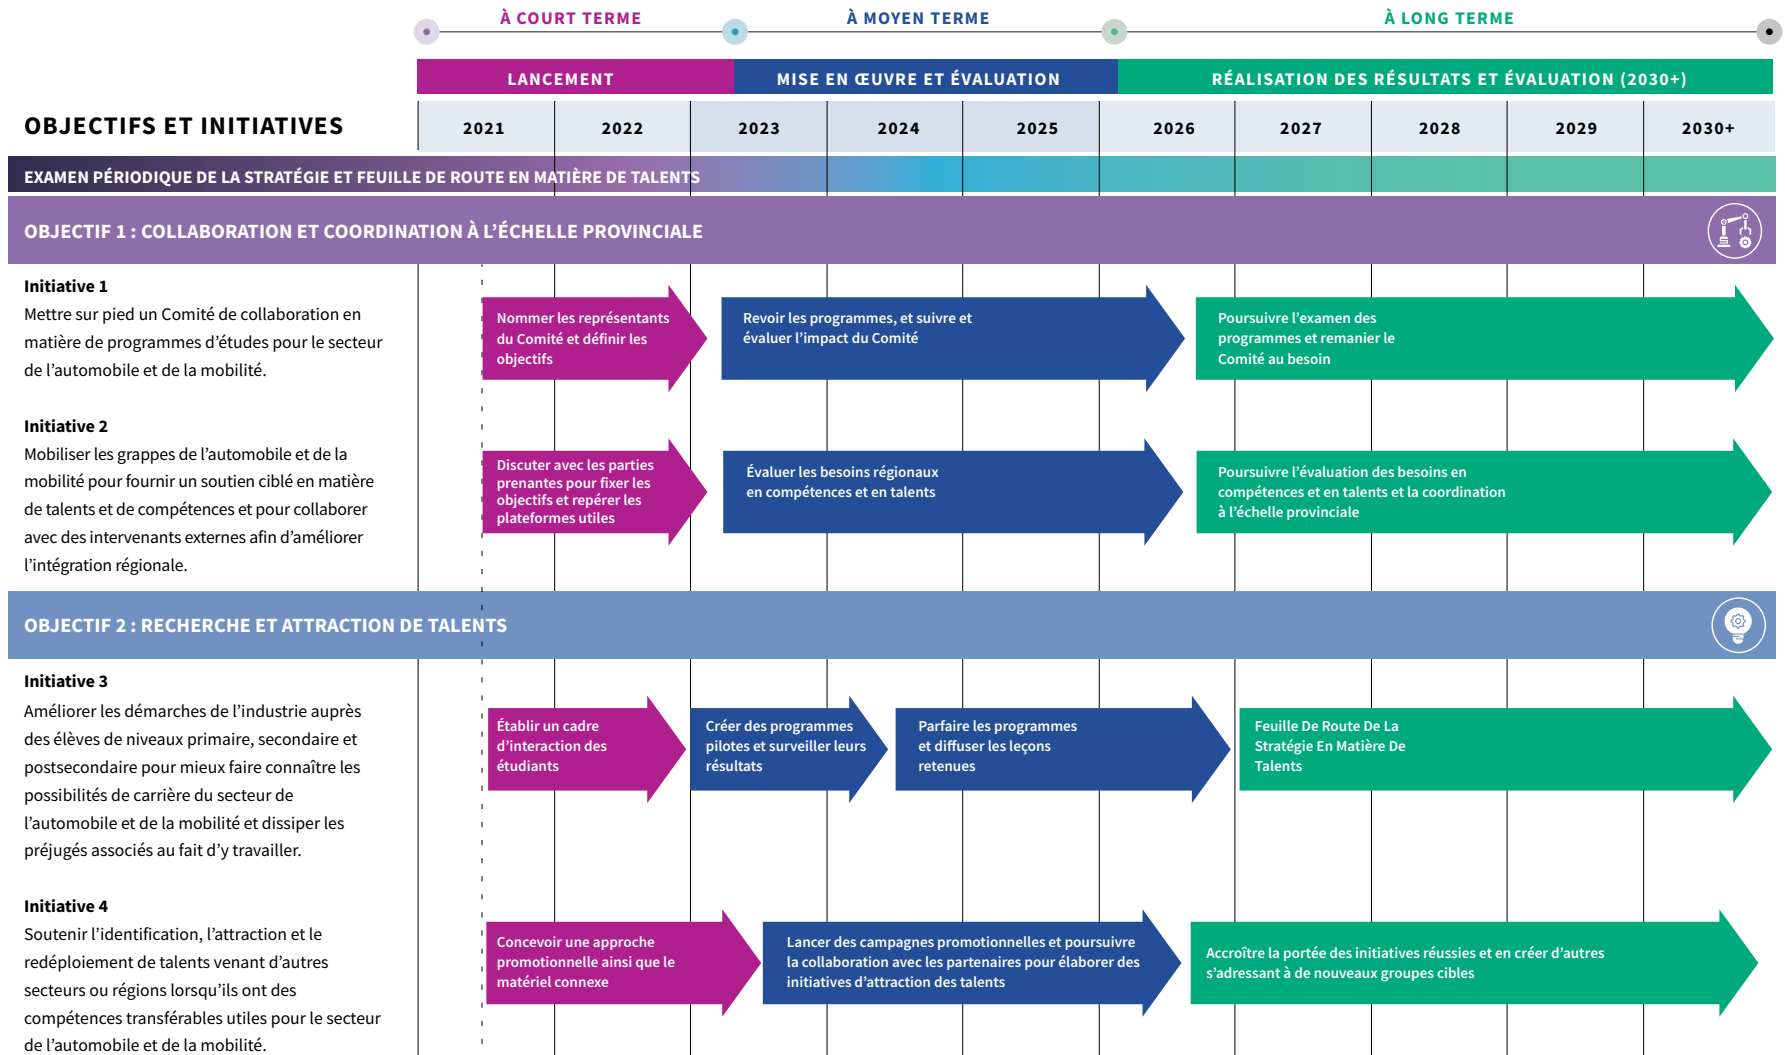 À COURT TERME
À MOYEN TERME
À LONG TERME
LANCEMENT
MISE EN ŒUVRE ET ÉVALUATION
RÉALISATION DES RÉSULTATS ET ÉVALUATION (2030+)
OBJECTIFS ET INITIATIVES
2021
2022
2023
2024
2025
2026
2027
2028
2029
2030+
EXAMEN PÉRIODIQUE DE LA STRATÉGIE ET FEUILLE DE ROUTE EN MATIÈRE DE TALENTS
OBJECTIF 1 : COLLABORATION ET COORDINATION À L’ÉCHELLE PROVINCIALE
Initiative 1
Mettre sur pied un Comité de collaboration en
matière de programmes d’études pour le secteur
de l’automobile et de la mobilité.
Nommer les représentants
du Comité et définir les
objectifs
Revoir les programmes, et suivre et
évaluer l’impact du Comité
Poursuivre l’examen des
programmes et remanier le
Comité au besoin
Initiative 2
Mobiliser les grappes de l’automobile et de la
mobilité pour fournir un soutien ciblé en matière
de talents et de compétences et pour collaborer
avec des intervenants externes afin d’améliorer
l’intégration régionale.
Discuter avec les parties
prenantes pour fixer les
objectifs et repérer les
plateformes utiles
Évaluer les besoins régionaux
en compétences et en talents
Poursuivre l’évaluation des besoins en
compétences et en talents et la coordination
à l’échelle provinciale
OBJECTIF 2 : RECHERCHE ET ATTRACTION DE TALENTS
Initiative 3
Améliorer les démarches de l’industrie auprès
des élèves de niveaux primaire, secondaire et
postsecondaire pour mieux faire connaître les
possibilités de carrière du secteur de
l’automobile et de la mobilité et dissiper les
préjugés associés au fait d’y travailler.
Établir un cadre
d’interaction des
étudiants
Créer des programmes
pilotes et surveiller leurs
résultats
Parfaire les programmes
et diffuser les leçons
retenues
Feuille De Route De La
Stratégie En Matière De
Talents
Initiative 4
Soutenir l’identification, l’attraction et le
redéploiement de talents venant d’autres
secteurs ou régions lorsqu’ils ont des
compétences transférables utiles pour le secteur
de l’automobile et de la mobilité.
Concevoir une approche
promotionnelle ainsi que le
matériel connexe
Lancer des campagnes promotionnelles et poursuivre
la collaboration avec les partenaires pour élaborer des
initiatives d’attraction des talents
Accroître la portée des initiatives réussies et en créer d’autres
s’adressant à de nouveaux groupes cibles